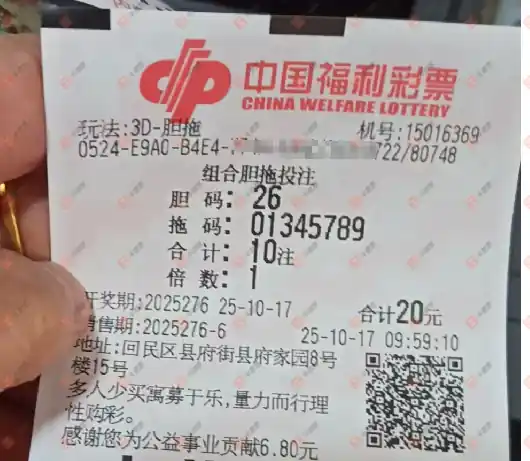 中国福利彩票
CHINA WELFARE LOTTERY
玩法:3D-胆拖
机号:15016369
0524-E9A0-B4E4-
722/80748
组合胆拖投注
胆 码: 26
拖 码: 01345789
合 计: 10注
倍 数: 1
开奖期:2025276 25-10-17
合计20元
销售期:2025276-6
25-10-17 09:59:10
地址:回民区县府街县府家园8号
楼15号
多人少买寓募于乐,量力而行理
性购彩。
感谢您为公益事业贡献6.80元